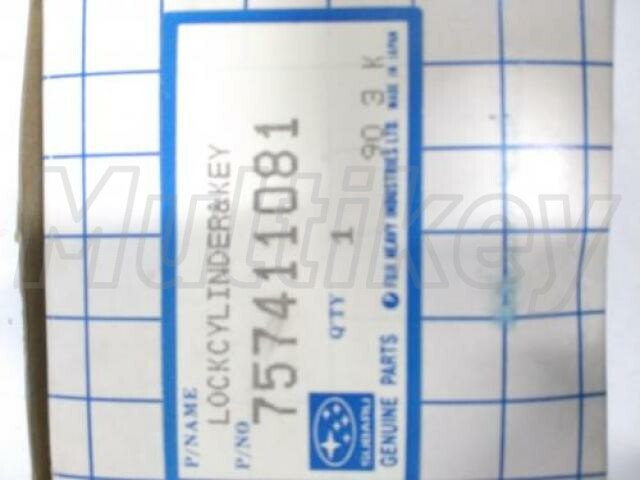 P/NAME
LOCKCYLINDER&KEY
P/NO
757411081
Q'TY 1
90 3 K
SUBARU
GENUINE PARTS
FUJI HEAVY INDUSTRIES LTD. MADE IN JAPAN
Multikey